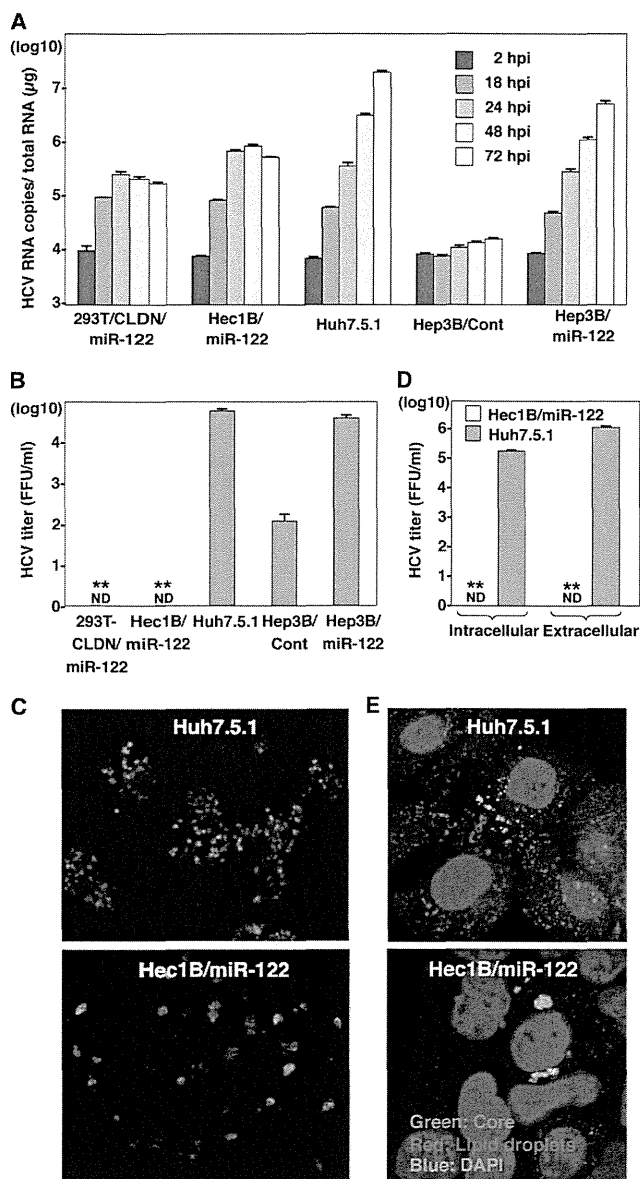 A
(log10)
HCV RNA copies/ total RNA (µg)
7
6
5
4
3
2 hpi
18 hpi
24 hpi
48 hpi
72 hpi
293T/CLDN/
miR-122
Hec1B/
miR-122
Huh7.5.1
Hep3B/Cont
Hep3B/
miR-122
B
(log10)
HCV titer (FFU/ml)
4
2
0
**
ND
**
ND
293T-
CLDN/
miR-122
Hec1B/
miR-122
Huh7.5.1
Hep3B/
Cont
Hep3B/
miR-122
D
(log10)
HCV titer (FFU/ml)
6
5
4
3
2
1
0
Hec1B/miR-122
Huh7.5.1
**
ND
**
ND
Intracellular
Extracellular
C
Huh7.5.1
Hec1B/miR-122
E
Huh7.5.1
Hec1B/miR-122
Green: Core
Red: Lipid droplets
Blue: DAPI